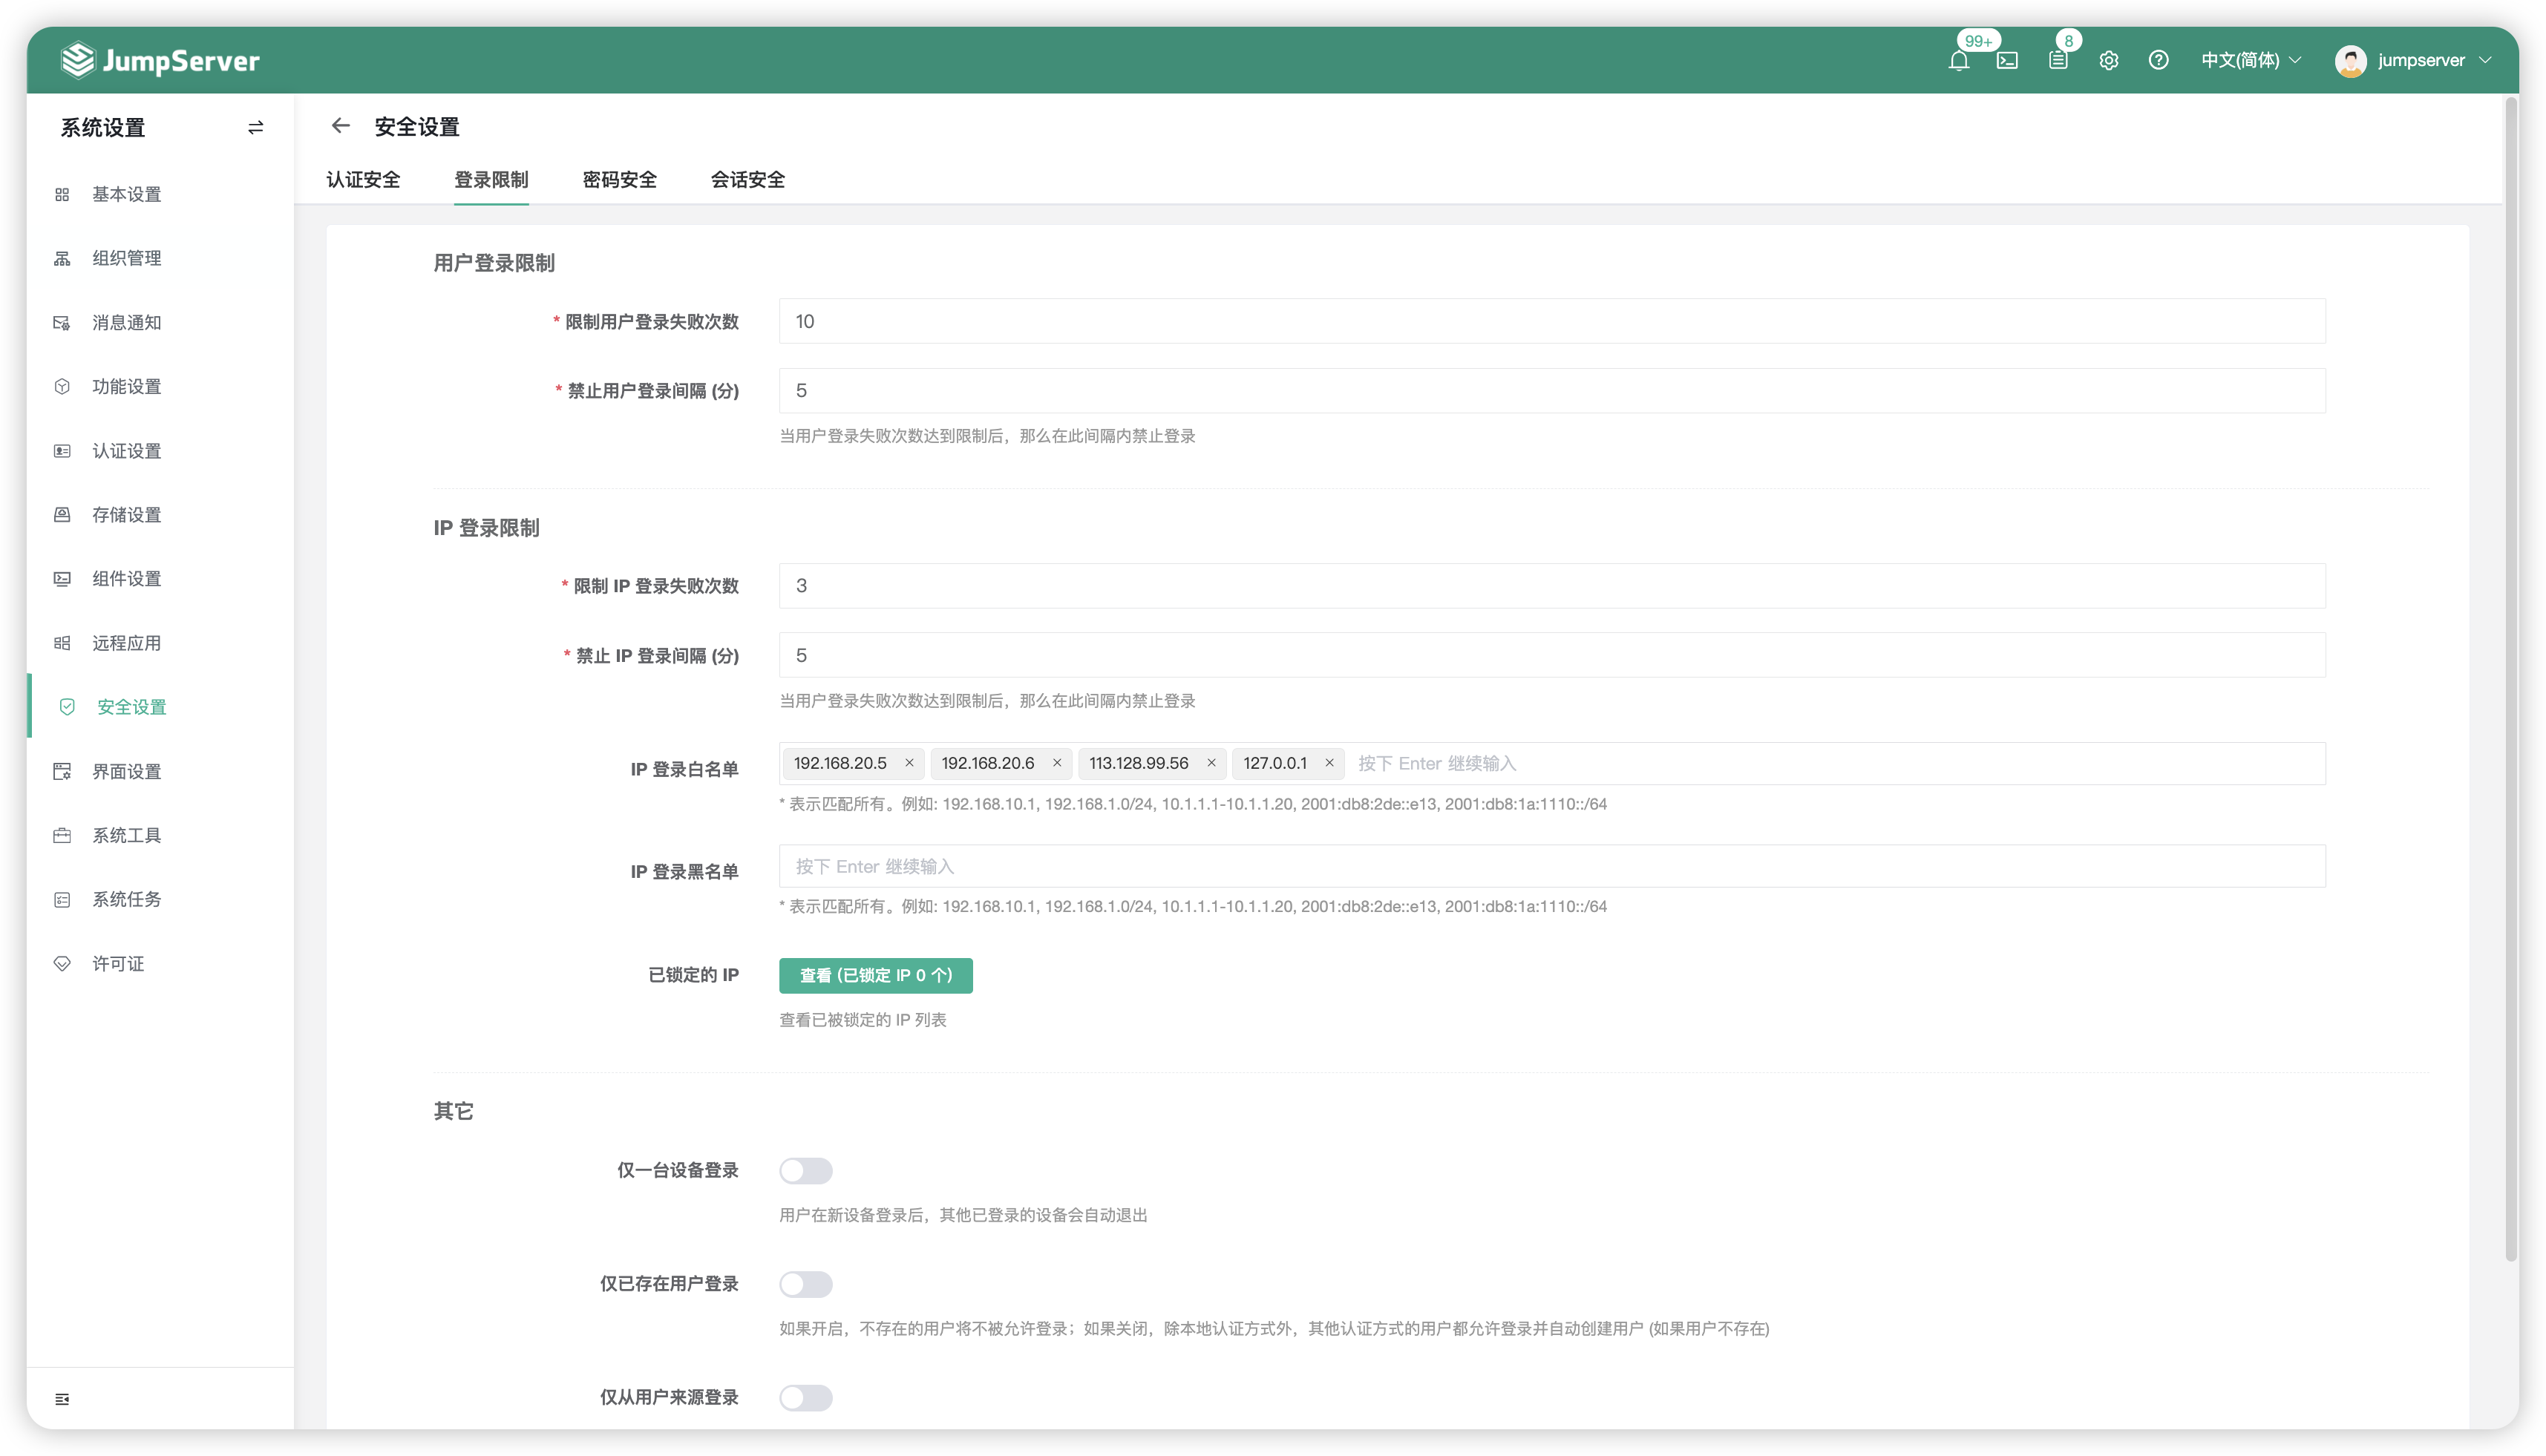 JumpServer
99+
8
中文(简体)
jumpserver
系统设置
基本设置
组织管理
消息通知
功能设置
认证设置
存储设置
组件设置
远程应用
安全设置
界面设置
系统工具
系统任务
许可证
安全设置
认证安全 登录限制 密码安全 会话安全
用户登录限制
* 限制用户登录失败次数 10
* 禁止用户登录间隔 (分) 5
当用户登录失败次数达到限制后，那么在此间隔内禁止登录
IP 登录限制
* 限制 IP 登录失败次数 3
* 禁止 IP 登录间隔 (分) 5
当用户登录失败次数达到限制后，那么在此间隔内禁止登录
IP 登录白名单 192.168.20.5 × 192.168.20.6 × 113.128.99.56 × 127.0.0.1 × 按下 Enter 继续输入
* 表示匹配所有。例如: 192.168.10.1, 192.168.1.0/24, 10.1.1.1-10.1.1.20, 2001:db8:2de::e13, 2001:db8:1a:1110::/64
IP 登录黑名单 按下 Enter 继续输入
* 表示匹配所有。例如: 192.168.10.1, 192.168.1.0/24, 10.1.1.1-10.1.1.20, 2001:db8:2de::e13, 2001:db8:1a:1110::/64
已锁定的 IP 查看 (已锁定 IP 0 个)
查看已被锁定的 IP 列表
其它
仅一台设备登录
用户在新设备登录后，其他已登录的设备会自动退出
仅已存在用户登录
如果开启，不存在的用户将不被允许登录；如果关闭，除本地认证方式外，其他认证方式的用户都允许登录并自动创建用户 (如果用户不存在)
仅从用户来源登录